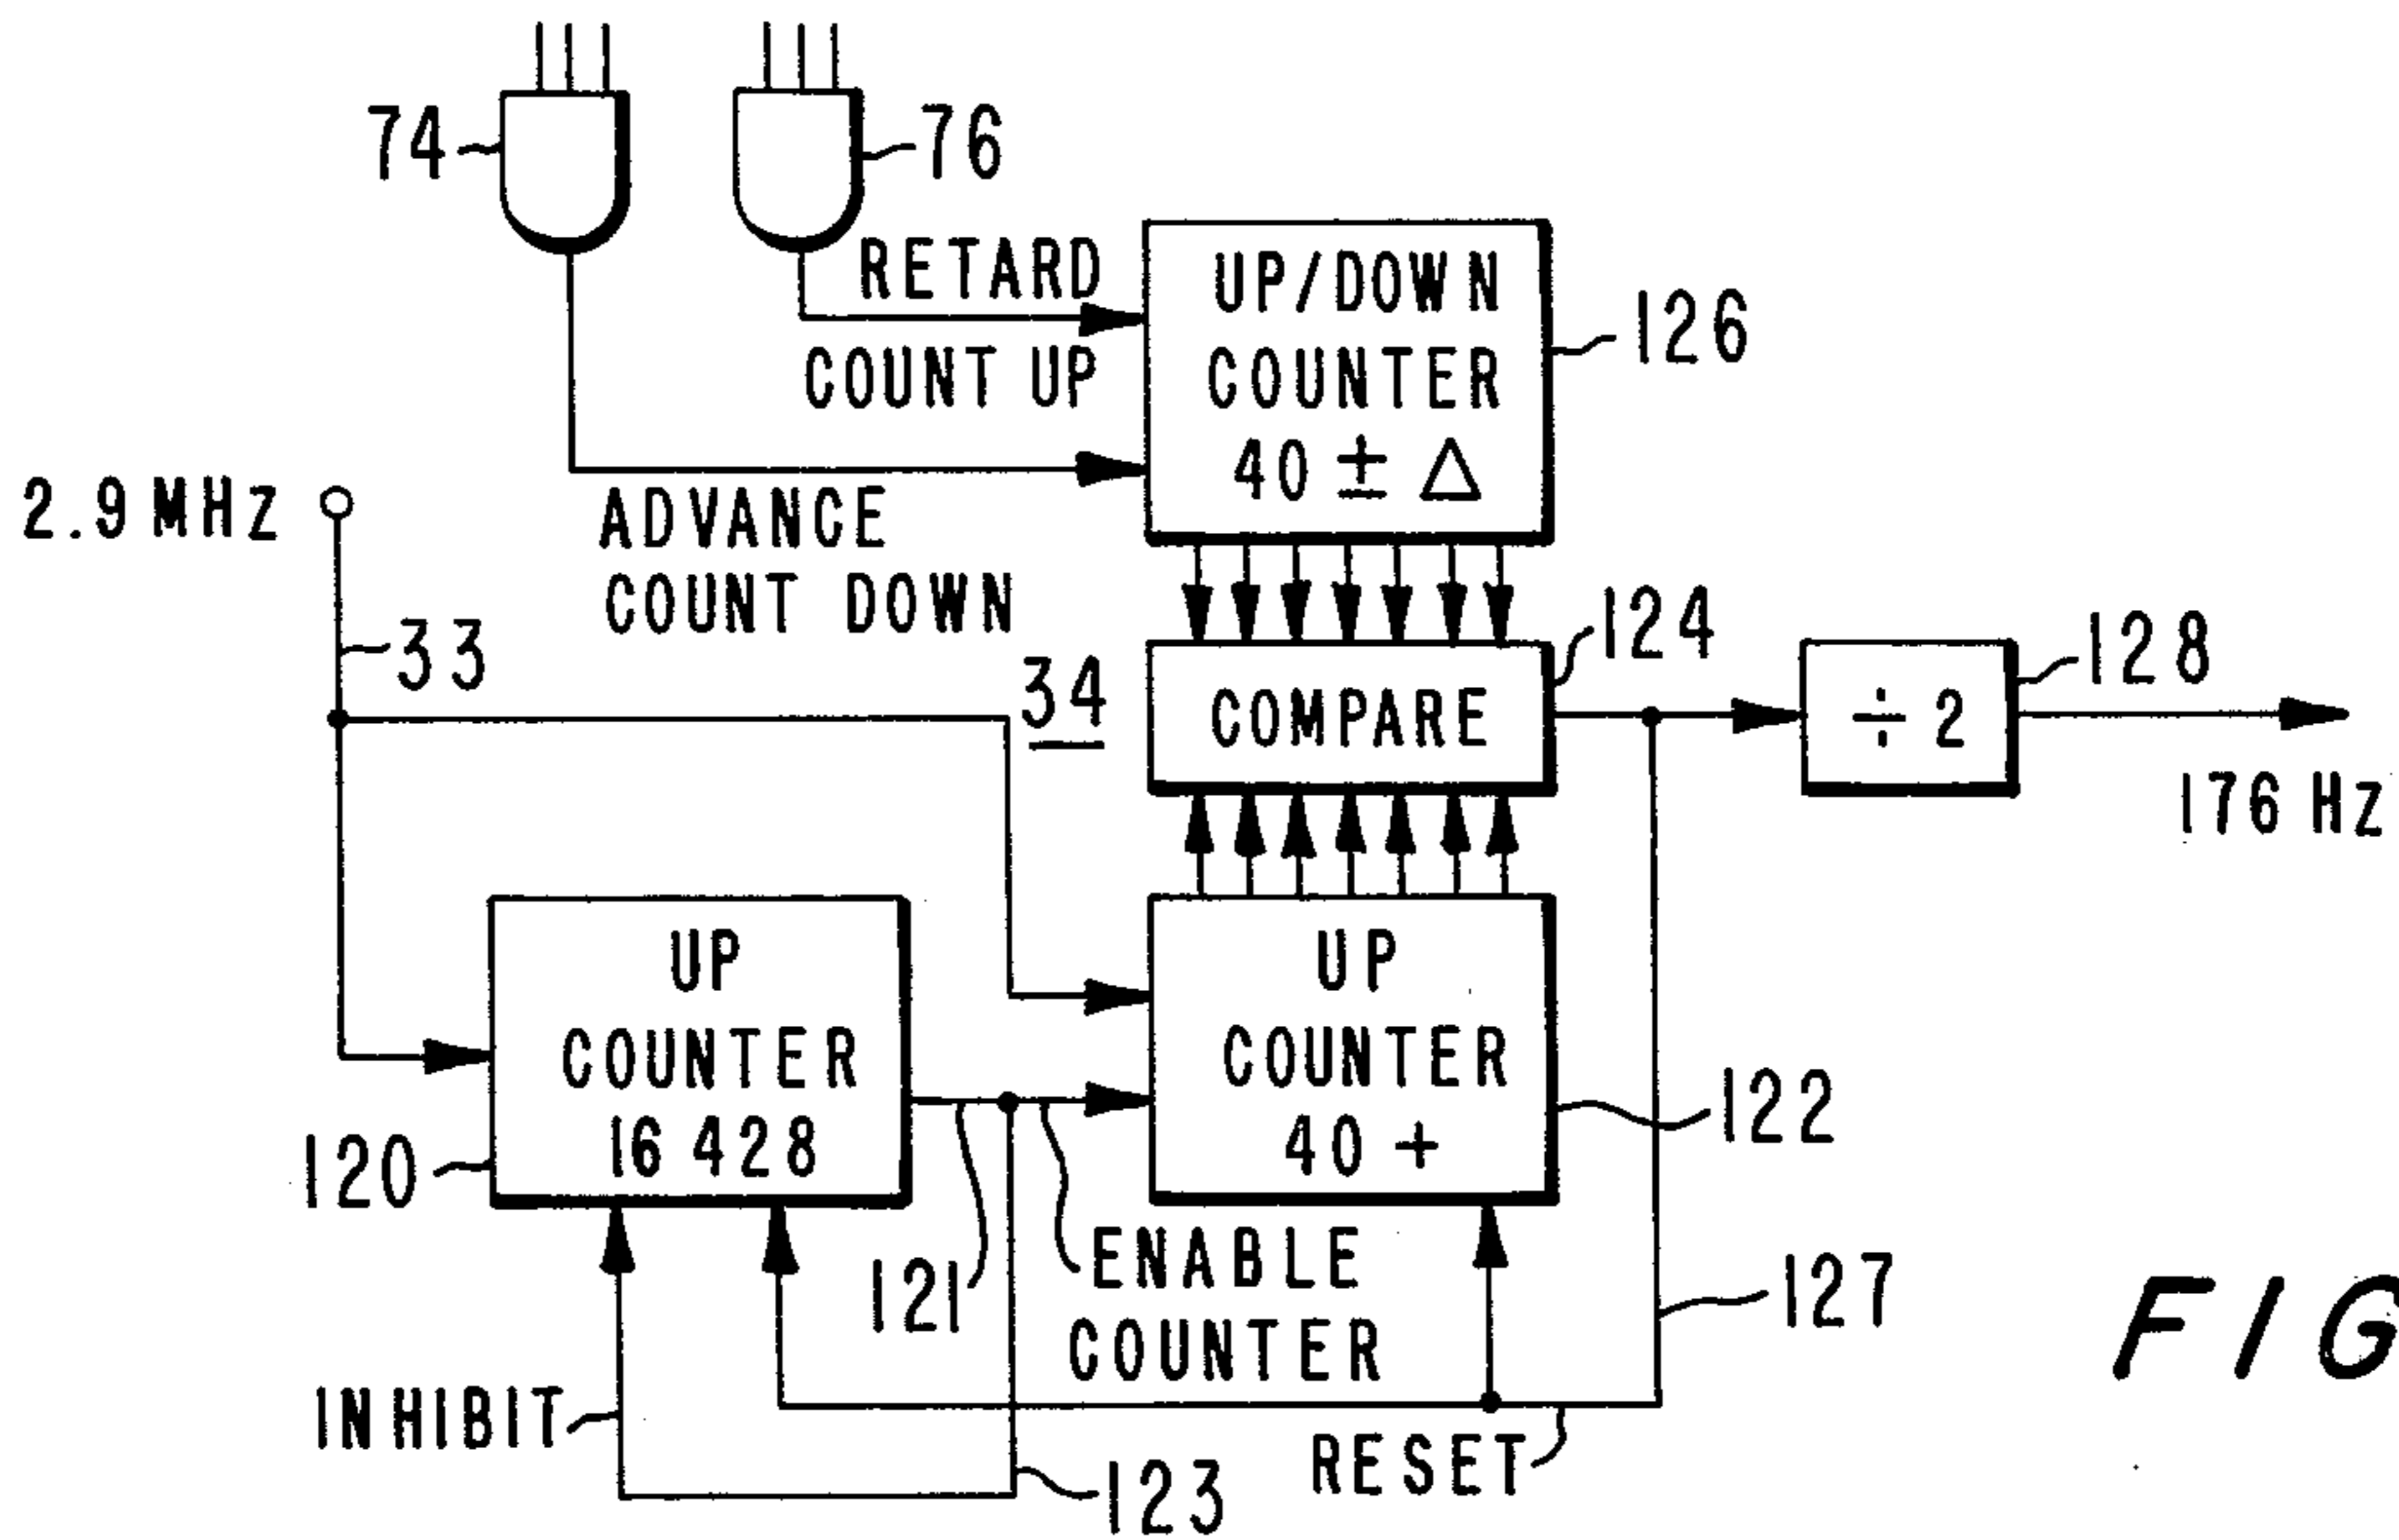 74
76
RETARD
COUNT UP
UP/DOWN
COUNTER
40 ± △
126
2.9 MHz
ADVANCE
COUNT DOWN
33
34
COMPARE
124
÷ 2
128
176 Hz
UP
COUNTER
16 428
120
UP
COUNTER
40 +
122
121
ENABLE
COUNTER
127
INHIBIT
RESET
123
FIG